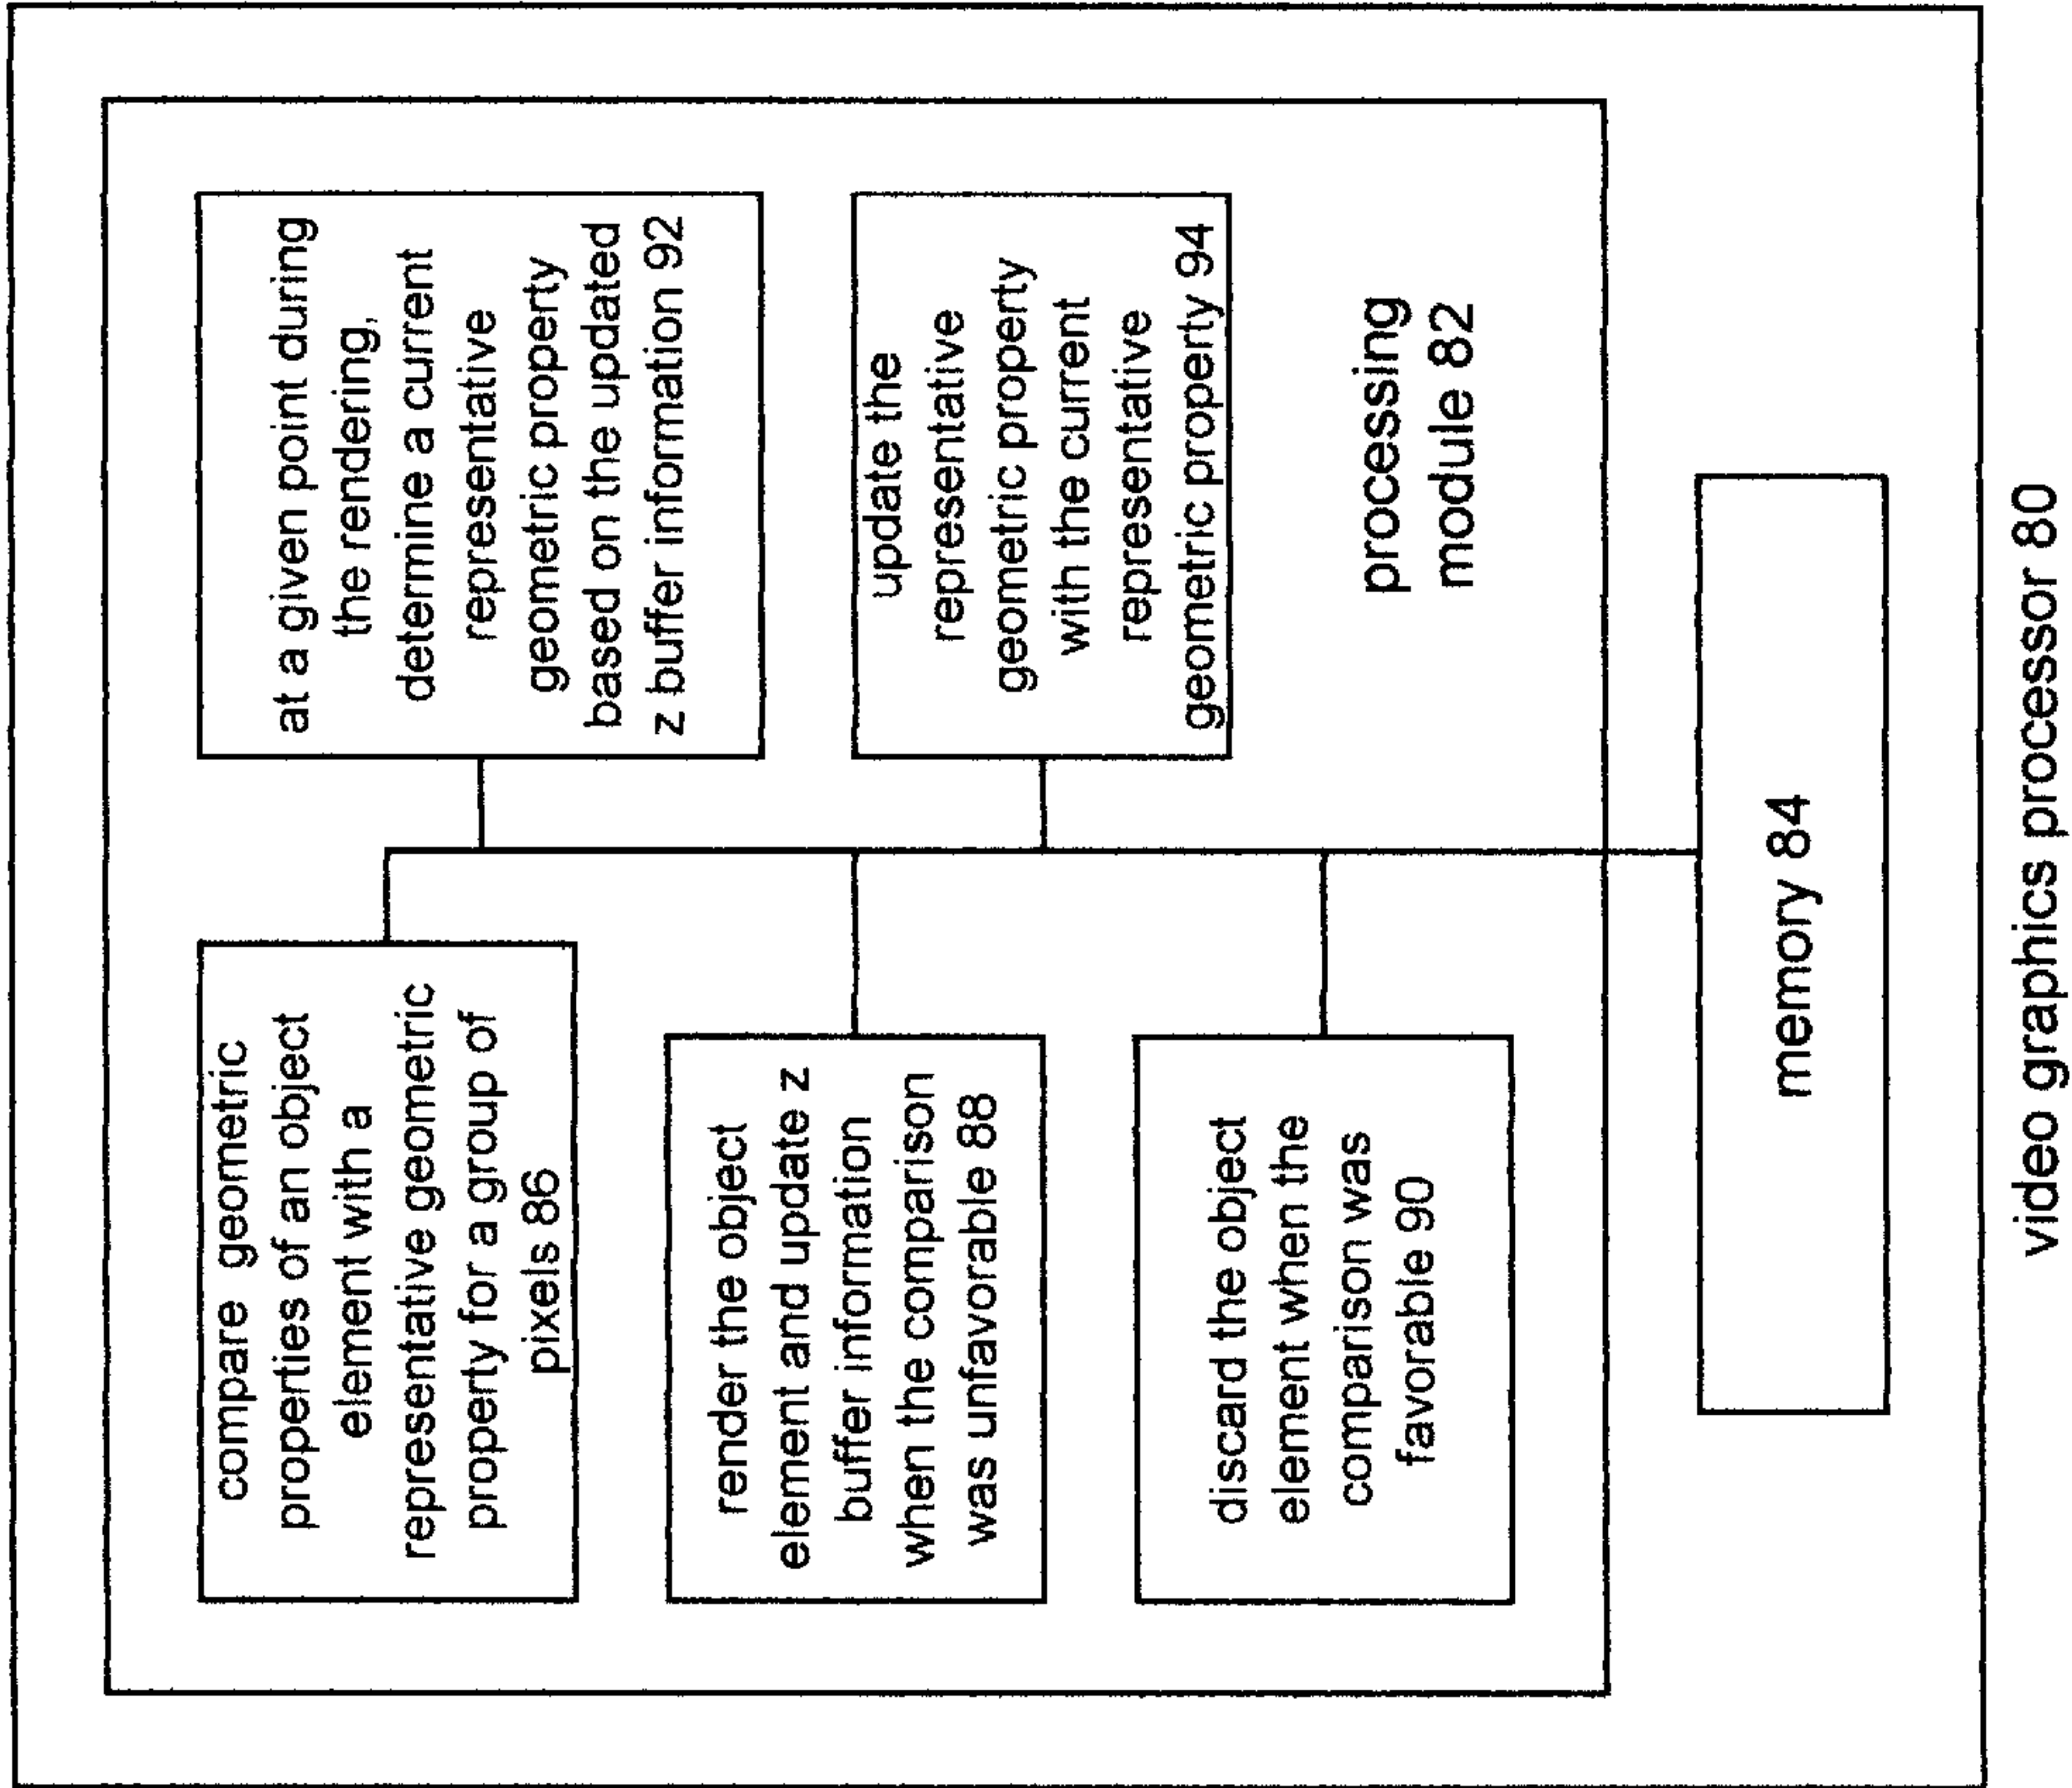 compare geometric
properties of an object
element with a
representative geometric
property for a group of
pixels 86
render the object
element and update z
buffer information
when the comparison
was unfavorable 88
discard the object
element when the
comparison was
favorable 90
at a given point during
the rendering,
determine a current
representative
geometric property
based on the updated
z buffer information 92
update the
representative
geometric property
with the current
representative
geometric property 94
processing
module 82
memory 84
video graphics processor 80